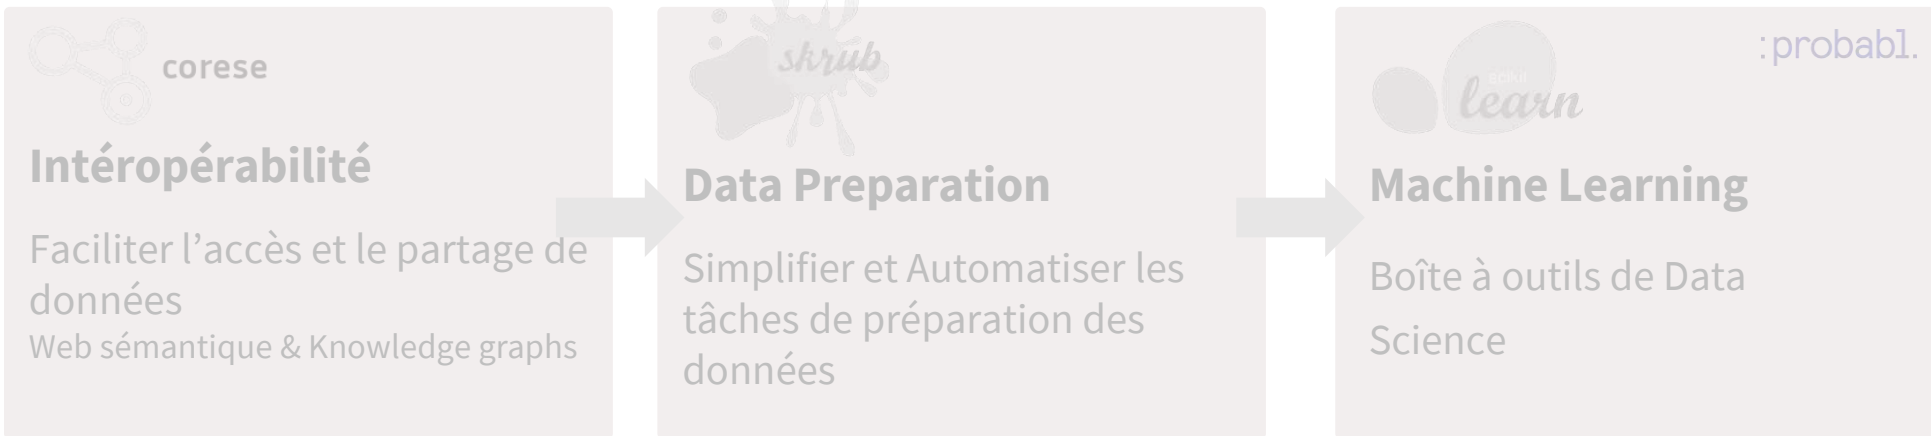 corese
Intéropérabilité
Faciliter l’accès et le partage de
données
Web sémantique & Knowledge graphs
skrub
Data Preparation
Simplifier et Automatiser les
tâches de préparation des
données
scikit
learn
:probabl.
Machine Learning
Boîte à outils de Data
Science